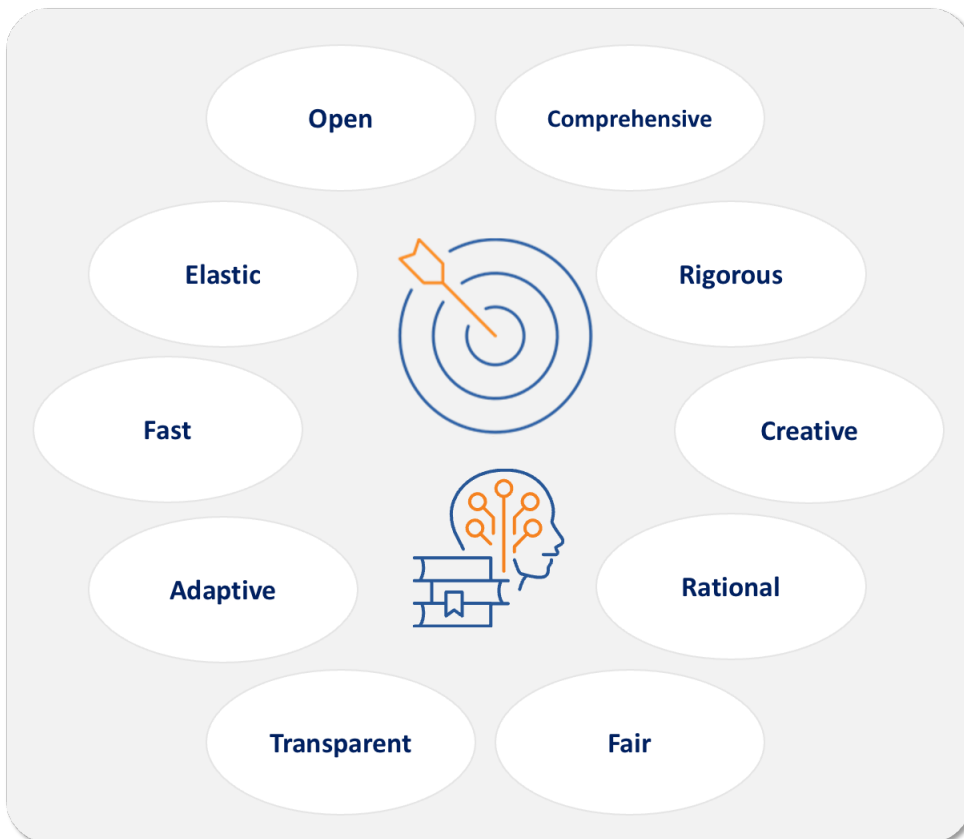 Open
Comprehensive
Elastic
Rigorous
Fast
Creative
Adaptive
Rational
Transparent
Fair